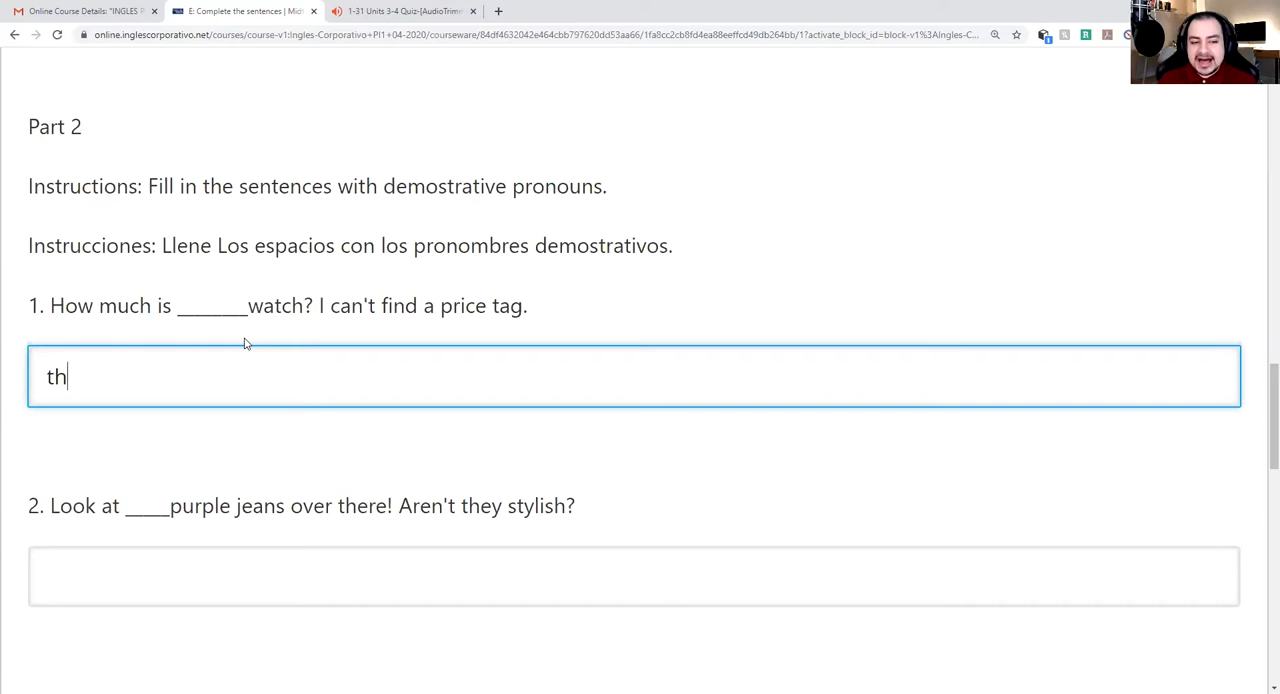 Online Course Details: "INGLES P
E: Complete the sentences | Midt
1-31 Units 3-4 Quiz-[AudioTrimr
online.inglescorporativo.net/courses/course-v1:Ingles-Corporativo+PI1+04-2020/courseware/84df4632042e464cbb797620dd53aa66/1fa8cc2cb8fd4ea88eeffcd49db264bb/1?activate_block_id=block-v1%3AIngles-C...
Part 2
Instructions: Fill in the sentences with demostrative pronouns.
Instrucciones: Llene Los espacios con los pronombres demostrativos.
1. How much is ________watch? I can't find a price tag.
th
2. Look at _____purple jeans over there! Aren't they stylish?